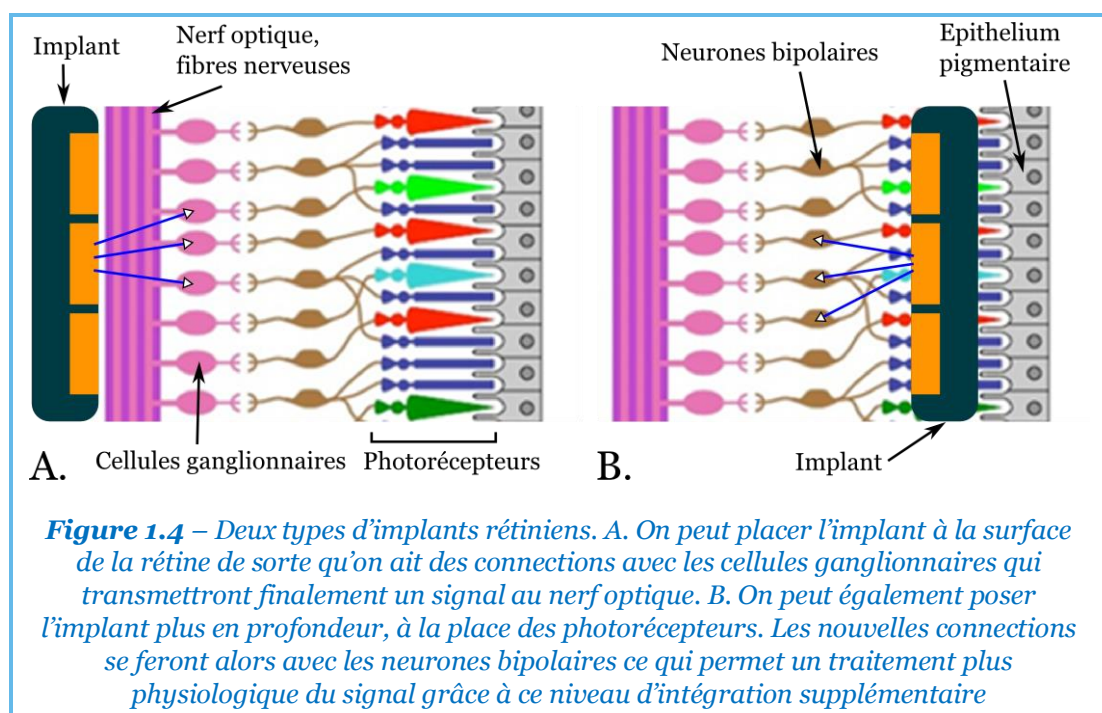 Implant
Nerf optique,
fibres nerveuses
Neurones bipolaires
Epithelium
pigmentaire
A.
Cellules ganglionnaires
Photorécepteurs
B.
Implant
Figure 1.4 – Deux types d’implants rétiniens. A. On peut placer l’implant à la surface
de la rétine de sorte qu’on ait des connections avec les cellules ganglionnaires qui
transmettront finalement un signal au nerf optique. B. On peut également poser
l’implant plus en profondeur, à la place des photorécepteurs. Les nouvelles connections
se feront alors avec les neurones bipolaires ce qui permet un traitement plus
physiologique du signal grâce à ce niveau d’intégration supplémentaire